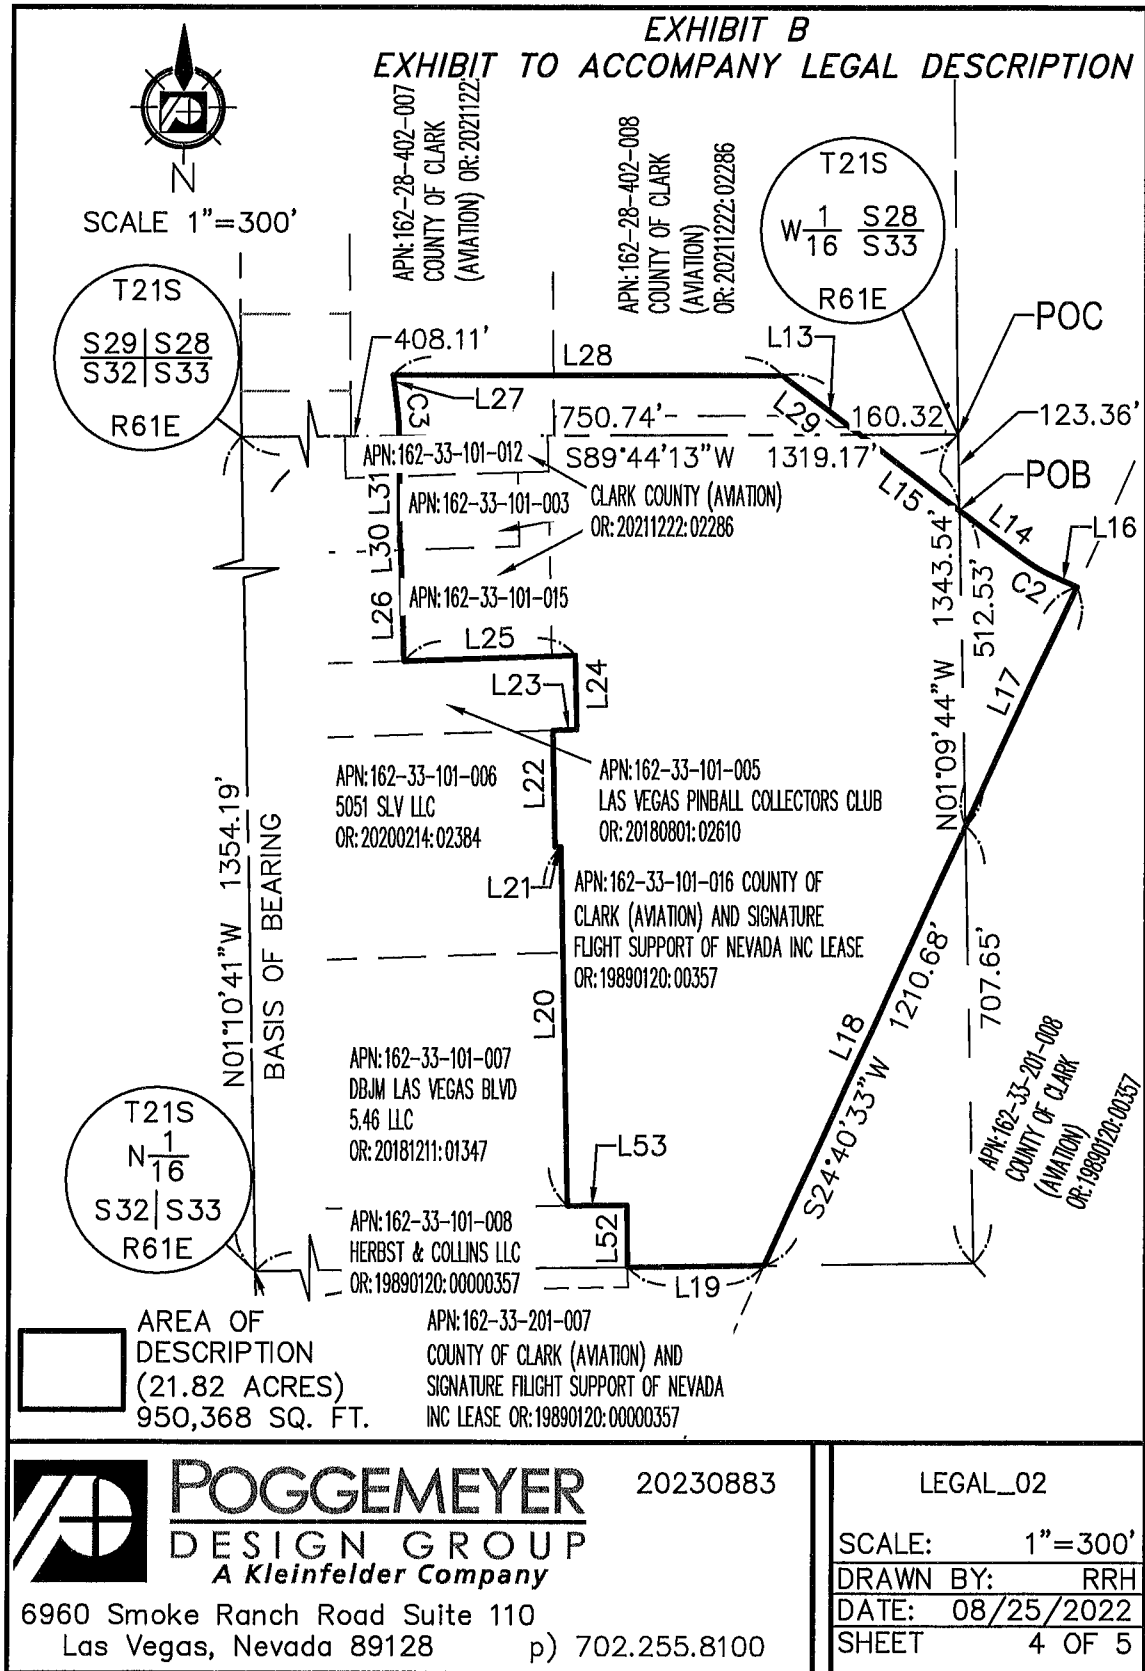 EXHIBIT B
EXHIBIT TO ACCOMPANY LEGAL DESCRIPTION
N
SCALE 1"=300'
APN:162-28-402-007
COUNTY OF CLARK
(AVIATION) OR:20211222:
APN:162-28-402-008
COUNTY OF CLARK
(AVIATION)
OR:20211222:02286
T21S
W 1/16 S28/S33
R61E
T21S
S29|S28
S32|S33
R61E
POC
408.11'
L28
L13
L27
C3
L29
750.74'
160.32'
123.36'
S89°44'13"W 1319.17'
APN:162-33-101-012
L31
APN:162-33-101-003
CLARK COUNTY (AVIATION)
OR:20211222:02286
L15
POB
L14
L16
L30
C2
APN:162-33-101-015
L26
L25
L24
L23
N01°09'44"W 1343.54'
512.53'
L17
L22
APN:162-33-101-006
5051 SLV LLC
OR:20200214:02384
APN:162-33-101-005
LAS VEGAS PINBALL COLLECTORS CLUB
OR:20180801:02610
N01°10'41"W 1354.19'
BASIS OF BEARING
L21
APN:162-33-101-016 COUNTY OF
CLARK (AVIATION) AND SIGNATURE
FLIGHT SUPPORT OF NEVADA INC LEASE
OR:19890120:00357
L20
L18
1210.68'
S24°40'33"W
707.65'
APN:162-33-201-008
COUNTY OF CLARK
(AVIATION)
OR:19890120:00357
APN:162-33-101-007
DBJM LAS VEGAS BLVD
5.46 LLC
OR:20181211:01347
T21S
N 1/16
S32|S33
R61E
L53
APN:162-33-101-008
HERBST & COLLINS LLC
OR:19890120:00000357
L52
L19
AREA OF
DESCRIPTION
(21.82 ACRES)
950,368 SQ. FT.
APN:162-33-201-007
COUNTY OF CLARK (AVIATION) AND
SIGNATURE FILIGHT SUPPORT OF NEVADA
INC LEASE OR:19890120:00000357
POGGEMEYER
DESIGN GROUP
A Kleinfelder Company
20230883
6960 Smoke Ranch Road Suite 110
Las Vegas, Nevada 89128 p) 702.255.8100
LEGAL_02
SCALE: 1"=300'
DRAWN BY: RRH
DATE: 08/25/2022
SHEET 4 OF 5